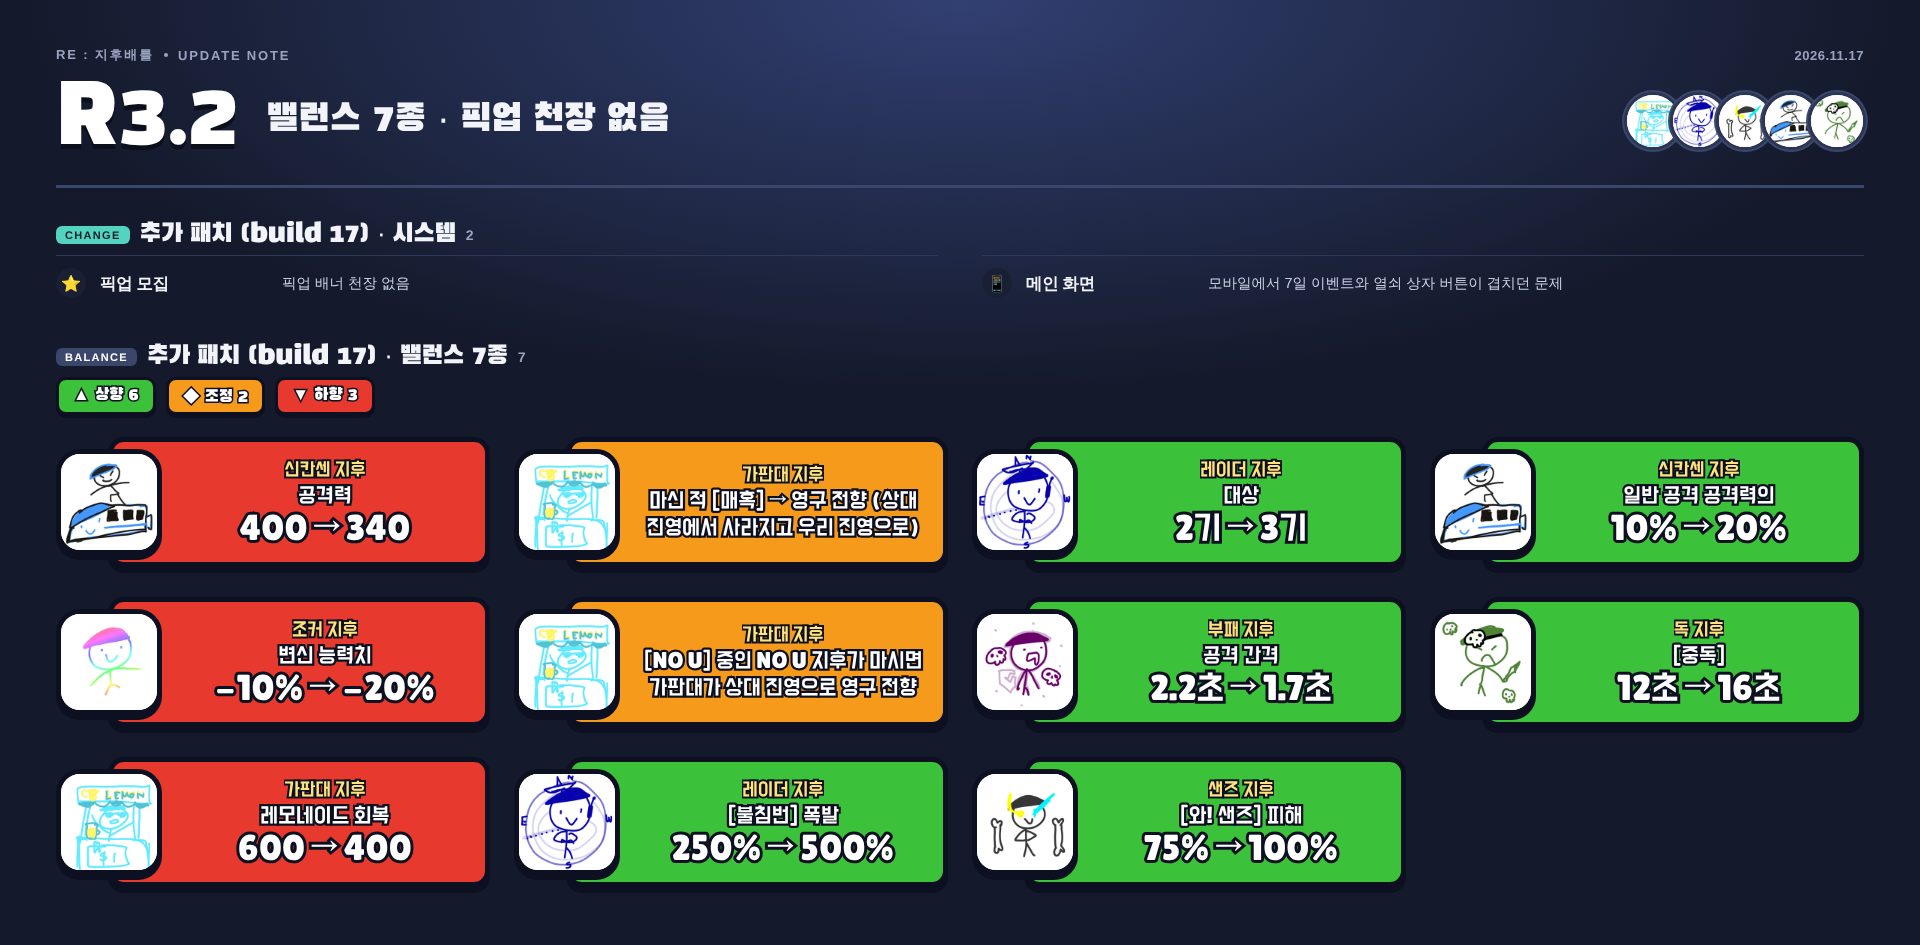 RE : 지후배틀 • UPDATE NOTE
2026.11.17
R3.2 밸런스 7종 · 픽업 천장 없음
CHANGE 추가 패치 (build 17) · 시스템 2
픽업 모집 픽업 배너 천장 없음
메인 화면 모바일에서 7일 이벤트와 열쇠 상자 버튼이 겹치던 문제
BALANCE 추가 패치 (build 17) · 밸런스 7종 7
▲ 상향 6
◆ 조정 2
▼ 하향 3
신칸센 지후
공격력
400→340
LEMON
$1
가판대 지후
마신 적 [매혹]→영구 전향 (상대
진영에서 사라지고 우리 진영으로)
레이더 지후
대상
2기→3기
신칸센 지후
일반 공격 공격력의
10%→20%
조커 지후
변신 능력치
-10%→-20%
LEMON
$1
가판대 지후
[NO U] 중인 NO U 지후가 마시면
가판대가 상대 진영으로 영구 전향
부패 지후
공격 간격
2.2초→1.7초
독 지후
[중독]
12초→16초
LEMON
$1
가판대 지후
레모네이드 회복
600→400
N
W
S
레이더 지후
[불침번] 폭발
250%→500%
샌즈 지후
[와! 샌즈] 피해
75%→100%